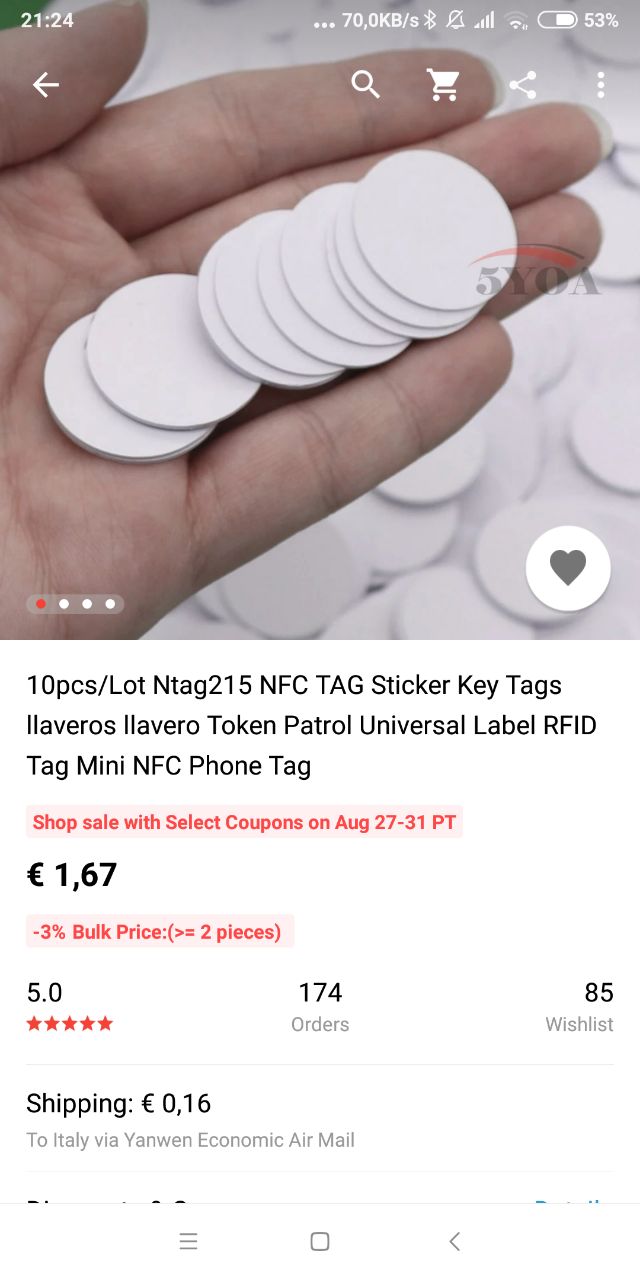 21:24 ... 70,0KB/s 53%
5YOA
10pcs/Lot Ntag215 NFC TAG Sticker Key Tags
llaveros llavero Token Patrol Universal Label RFID
Tag Mini NFC Phone Tag
Shop sale with Select Coupons on Aug 27-31 PT
€ 1,67
-3% Bulk Price:(>= 2 pieces)
5.0 174 85
Orders Wishlist
Shipping: € 0,16
To Italy via Yanwen Economic Air Mail